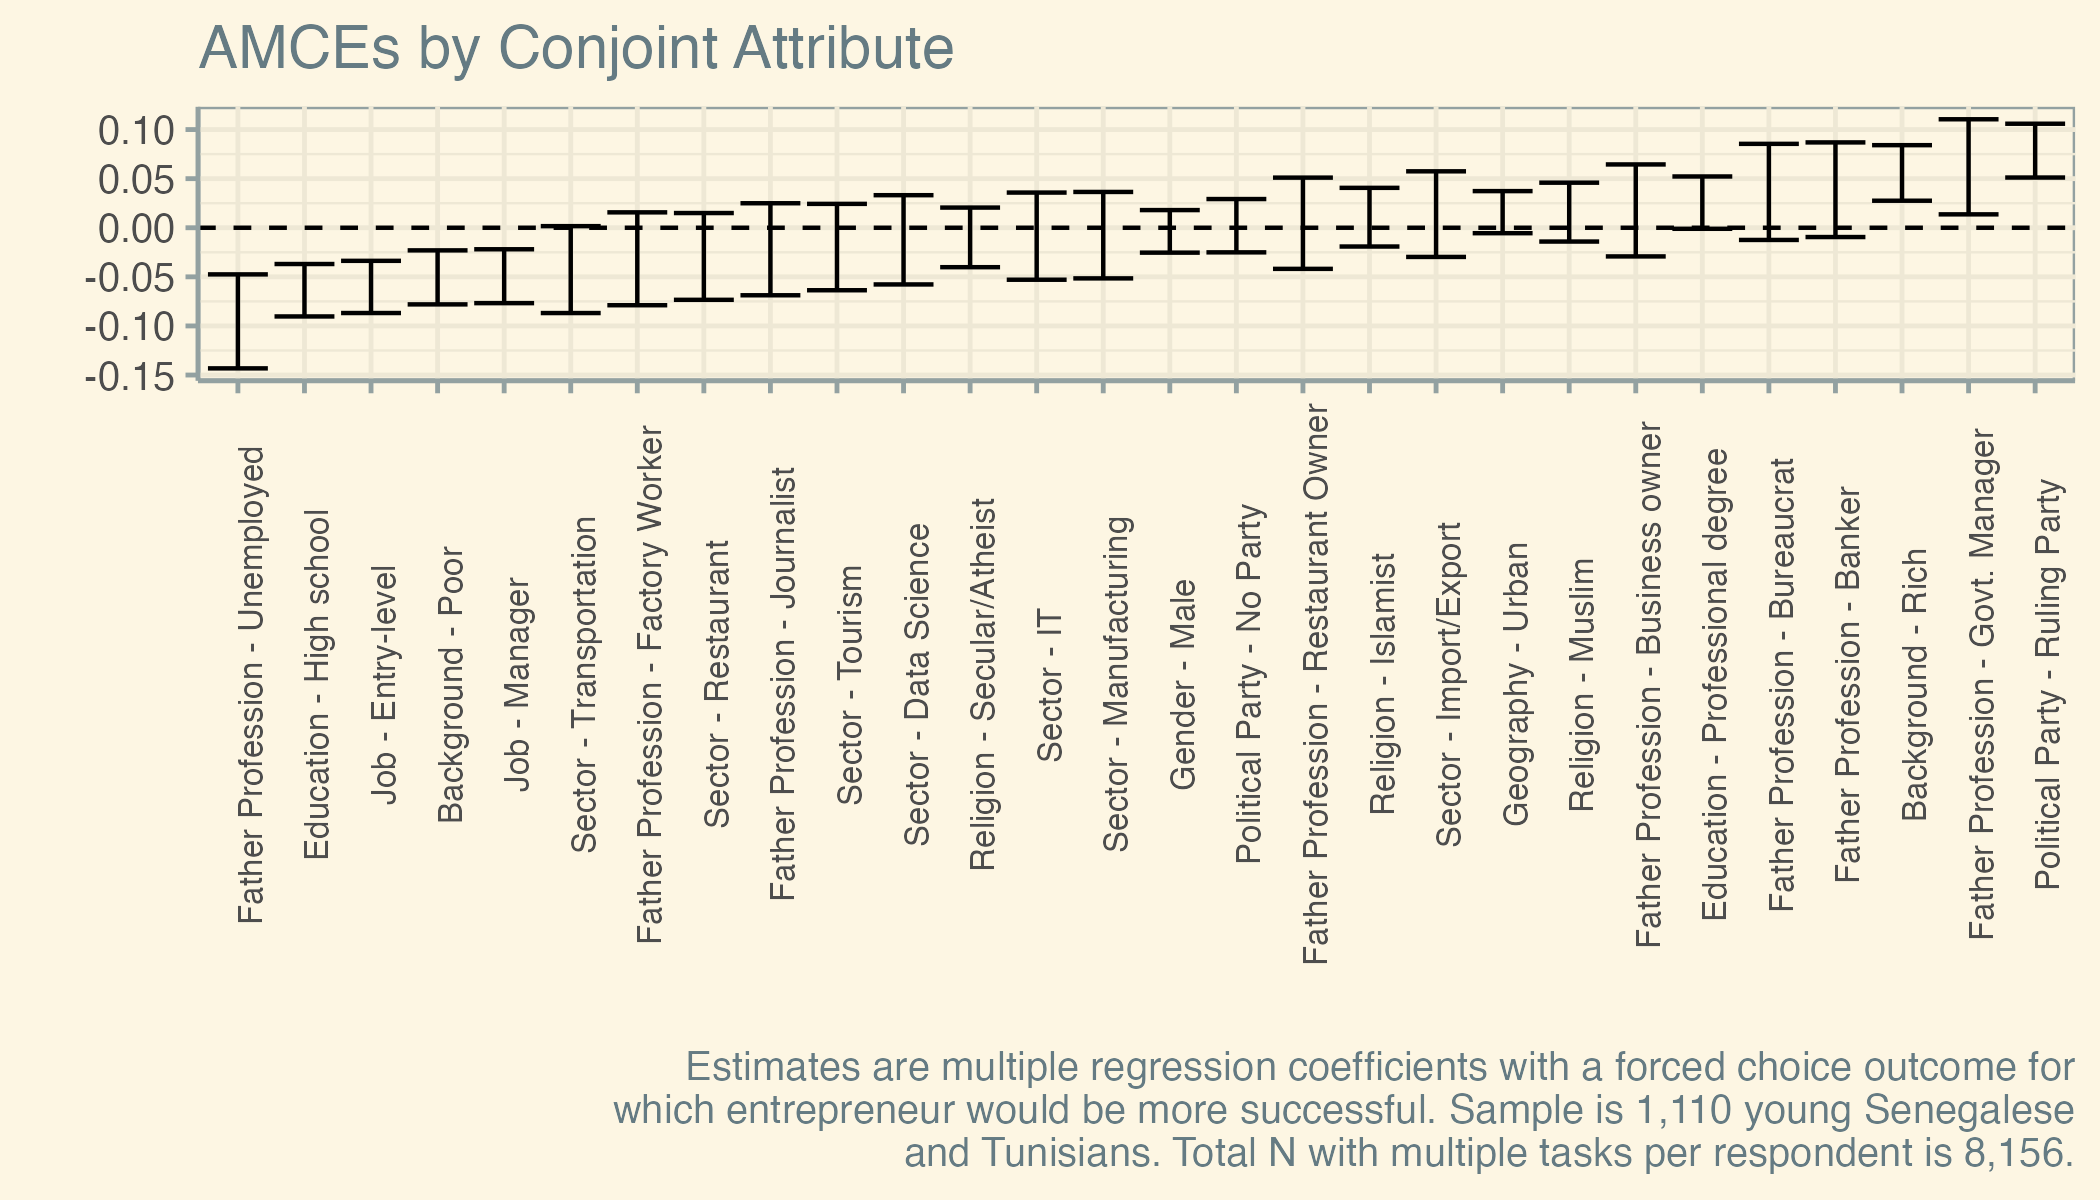 AMCEs by Conjoint Attribute
0.10
0.05
0.00
-0.05
-0.10
-0.15
Father Profession - Unemployed
Education - High school
Job - Entry-level
Background - Poor
Job - Manager
Sector - Transportation
Father Profession - Factory Worker
Sector - Restaurant
Father Profession - Journalist
Sector - Tourism
Sector - Data Science
Religion - Secular/Atheist
Sector - IT
Sector - Manufacturing
Gender - Male
Political Party - No Party
Father Profession - Restaurant Owner
Religion - Islamist
Sector - Import/Export
Geography - Urban
Religion - Muslim
Father Profession - Business owner
Education - Professional degree
Father Profession - Bureaucrat
Father Profession - Banker
Background - Rich
Father Profession - Govt. Manager
Political Party - Ruling Party
Estimates are multiple regression coefficients with a forced choice outcome for
which entrepreneur would be more successful. Sample is 1,110 young Senegalese
and Tunisians. Total N with multiple tasks per respondent is 8,156.